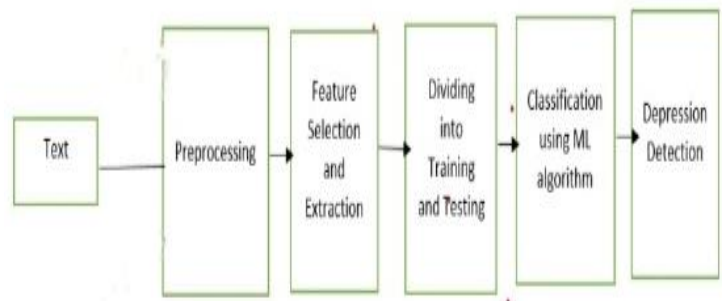 Text
Preprocessing
Feature
Selection
and
Extraction
Dividing
into
Training
and Testing
Classification
using ML
algorithm
Depression
Detection